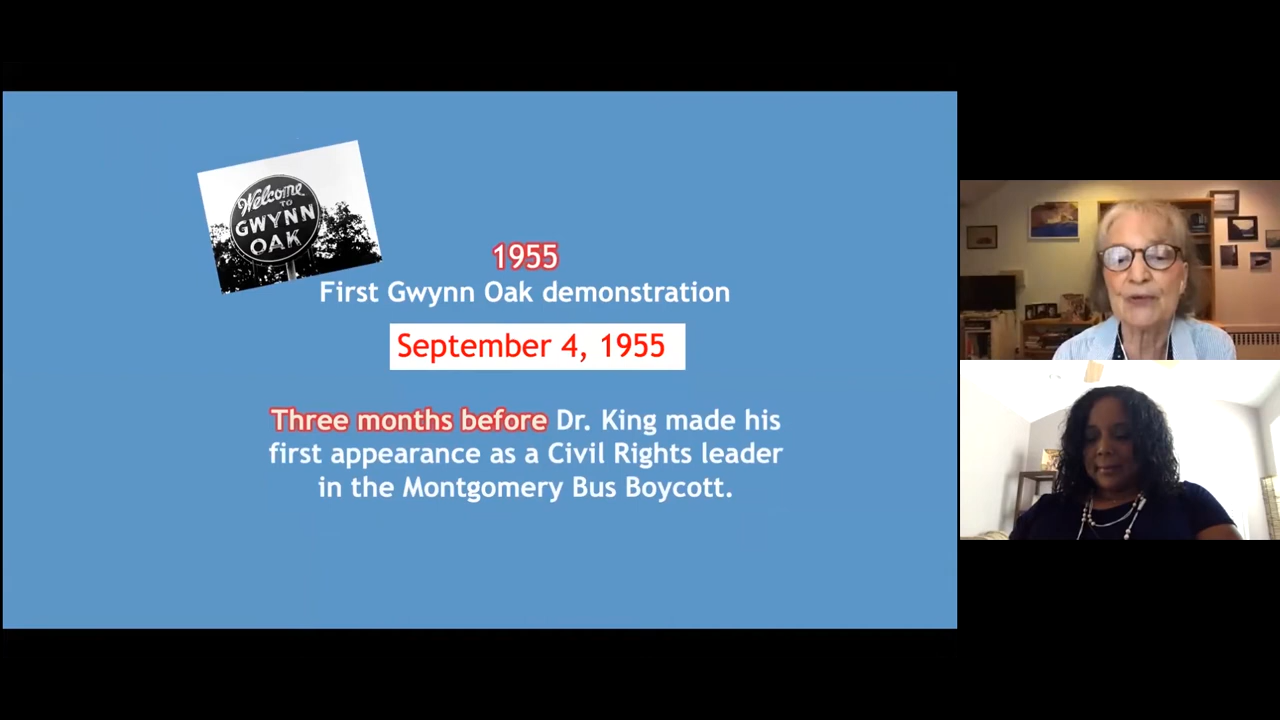 Welcome
TO
GWYNN
OAK
1955
First Gwynn Oak demonstration
September 4, 1955
Three months before Dr. King made his
first appearance as a Civil Rights leader
in the Montgomery Bus Boycott.